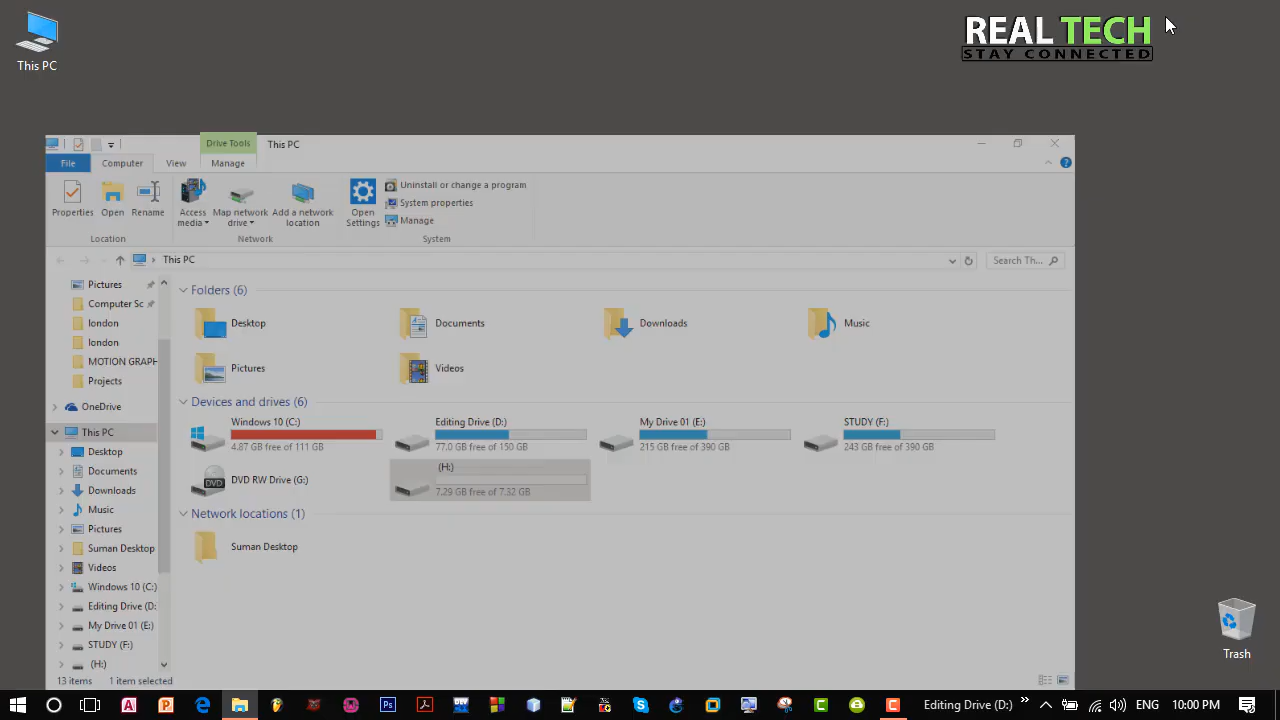 This PC
REAL TECH
STAY CONNECTED
Drive Tools
This PC
File
Computer
View
Manage
Properties
Open
Rename
Access media
Map network drive
Add a network location
Open Settings
Uninstall or change a program
System properties
Manage
Location
Network
System
This PC
Search Th...
Pictures
Computer Sc
london
london
MOTION GRAPH
Projects
OneDrive
This PC
Desktop
Documents
Downloads
Music
Pictures
Suman Desktop
Videos
Windows 10 (C:)
Editing Drive (D:
My Drive 01 (E:)
STUDY (F:)
(H:)
Folders (6)
Desktop
Documents
Downloads
Music
Pictures
Videos
Devices and drives (6)
Windows 10 (C:)
4.87 GB free of 111 GB
Editing Drive (D:)
77.0 GB free of 150 GB
My Drive 01 (E:)
215 GB free of 390 GB
STUDY (F:)
243 GB free of 390 GB
DVD
DVD RW Drive (G:)
(H:)
7.29 GB free of 7.32 GB
Network locations (1)
Suman Desktop
13 items
1 item selected
Trash
Editing Drive (D:)
ENG
10:00 PM